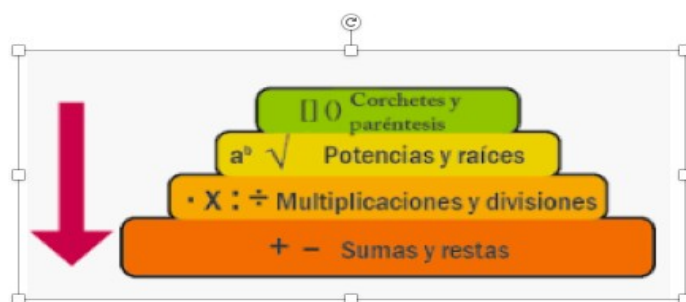 [] () Corchetes y
paréntesis
aᵇ √ Potencias y raíces
· X : ÷ Multiplicaciones y divisiones
+ − Sumas y restas